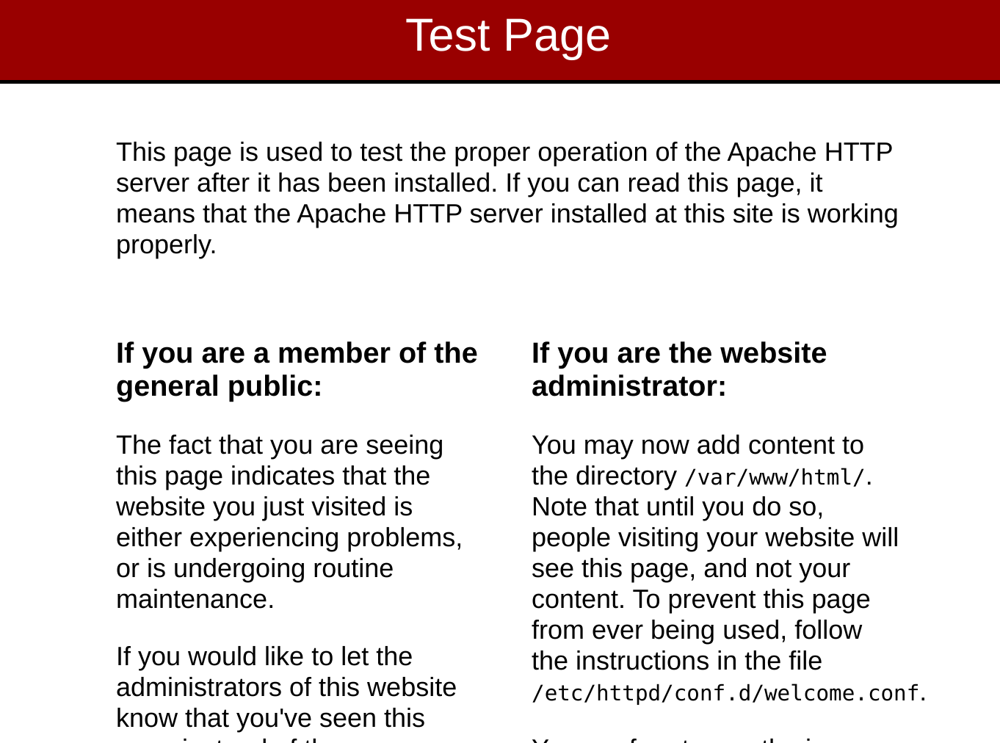 Test Page
This page is used to test the proper operation of the Apache HTTP
server after it has been installed. If you can read this page, it
means that the Apache HTTP server installed at this site is working
properly.
If you are a member of the
general public:
The fact that you are seeing
this page indicates that the
website you just visited is
either experiencing problems,
or is undergoing routine
maintenance.
If you would like to let the
administrators of this website
know that you've seen this
If you are the website
administrator:
You may now add content to
the directory /var/www/html/.
Note that until you do so,
people visiting your website will
see this page, and not your
content. To prevent this page
from ever being used, follow
the instructions in the file
/etc/httpd/conf.d/welcome.conf.